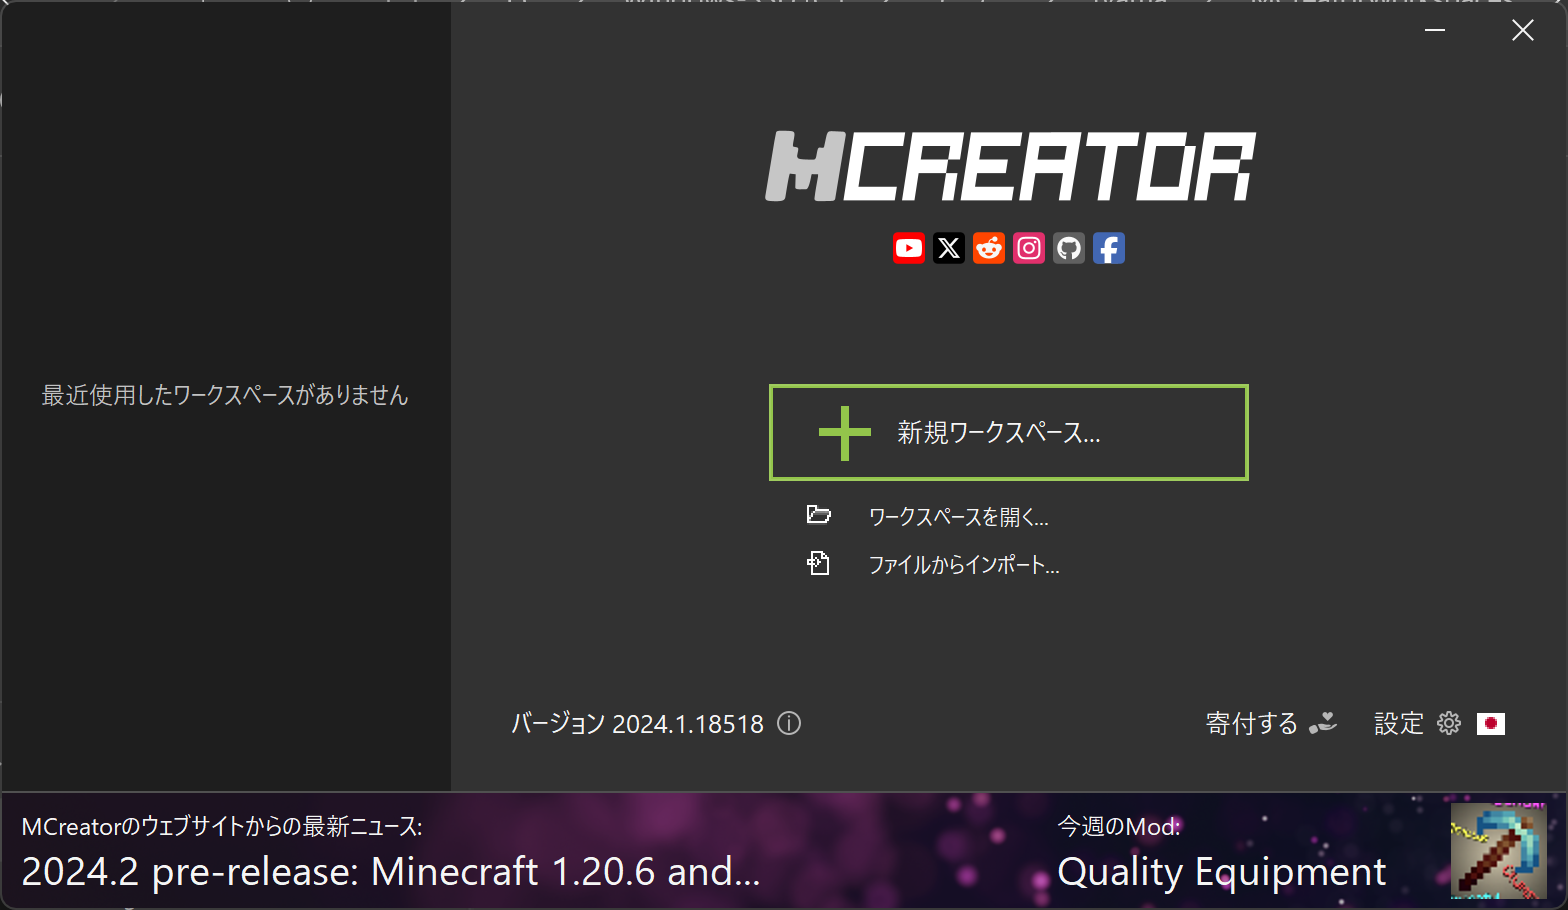 MCREATOR
最近使用したワークスペースがありません
新規ワークスペース...
ワークスペースを開く...
ファイルからインポート...
バージョン 2024.1.18518
寄付する
設定
MCreatorのウェブサイトからの最新ニュース:
2024.2 pre-release: Minecraft 1.20.6 and...
今週のMod:
Quality Equipment